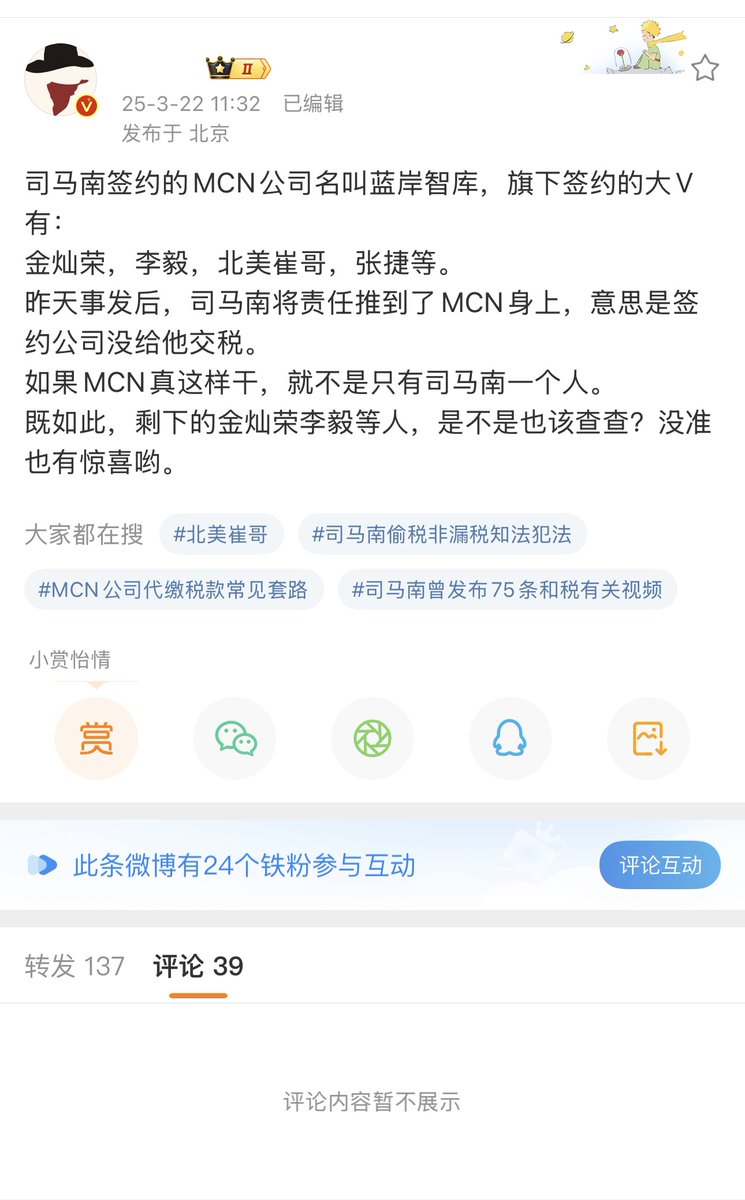 II
25-3-22 11:32 已编辑
发布于 北京
司马南签约的MCN公司名叫蓝岸智库，旗下签约的大V
有：
金灿荣，李毅，北美崔哥，张捷等。
昨天事发后，司马南将责任推到了MCN身上，意思是签
约公司没给他交税。
如果MCN真这样干，就不是只有司马南一个人。
既如此，剩下的金灿荣李毅等人，是不是也该查查？没准
也有惊喜哟。
大家都在搜 #北美崔哥 #司马南偷税非漏税知法犯法
#MCN公司代缴税款常见套路 #司马南曾发布75条和税有关视频
小赏怡情
赏
此条微博有24个铁粉参与互动 评论互动
转发 137 评论 39
评论内容暂不展示